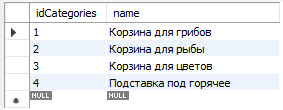 idCategories name
1 Корзина для грибов
2 Корзина для рыбы
3 Корзина для цветов
4 Подставка под горячее
NULL NULL